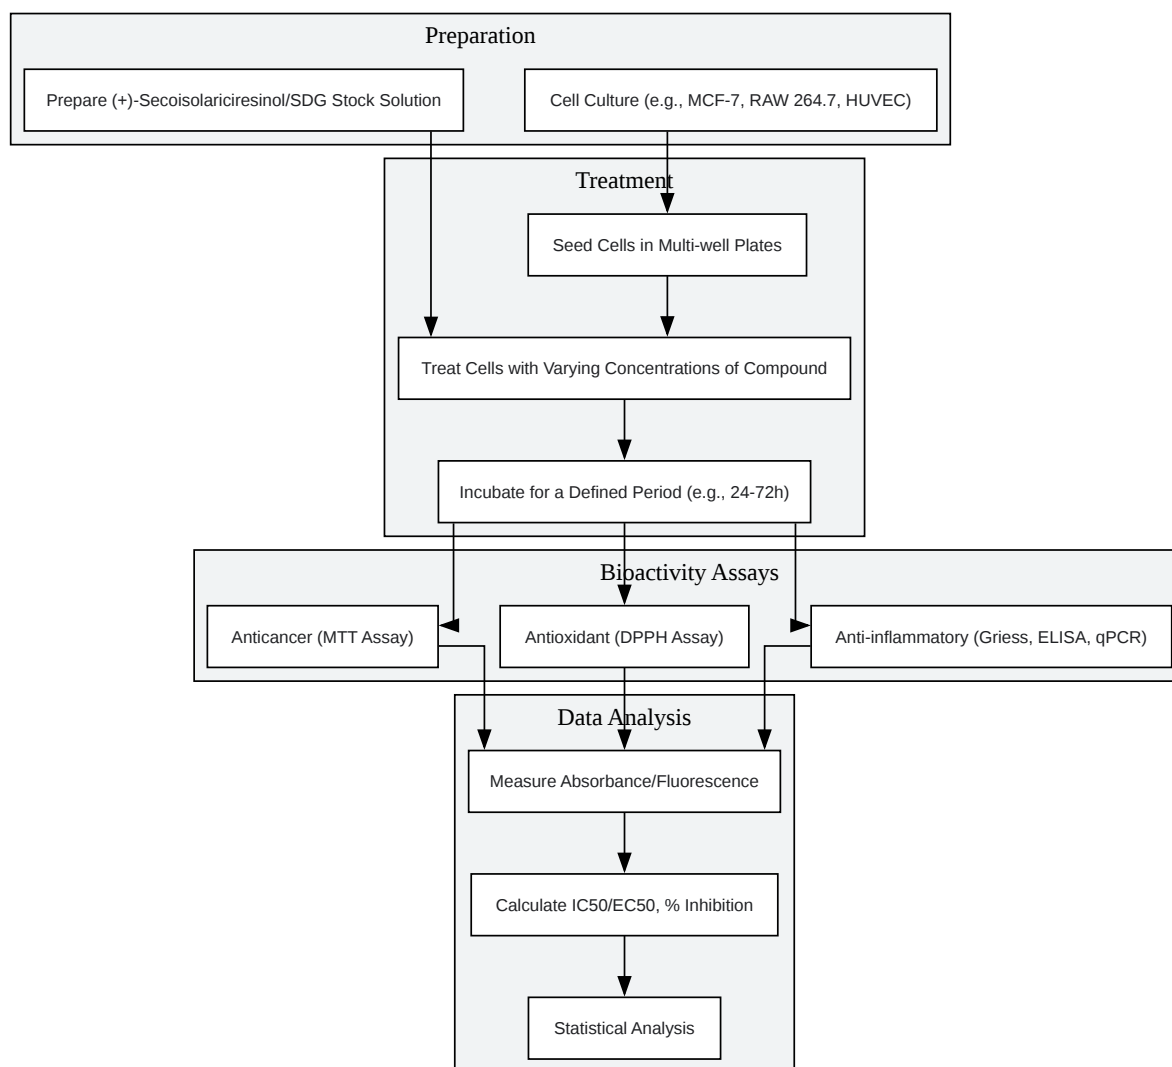 Preparation
Prepare (+)-Secoisolariciresinol/SDG Stock Solution
Cell Culture (e.g., MCF-7, RAW 264.7, HUVEC)
Treatment
Seed Cells in Multi-well Plates
Treat Cells with Varying Concentrations of Compound
Incubate for a Defined Period (e.g., 24-72h)
Bioactivity Assays
Anticancer (MTT Assay)
Antioxidant (DPPH Assay)
Anti-inflammatory (Griess, ELISA, qPCR)
Data Analysis
Measure Absorbance/Fluorescence
Calculate IC50/EC50, % Inhibition
Statistical Analysis